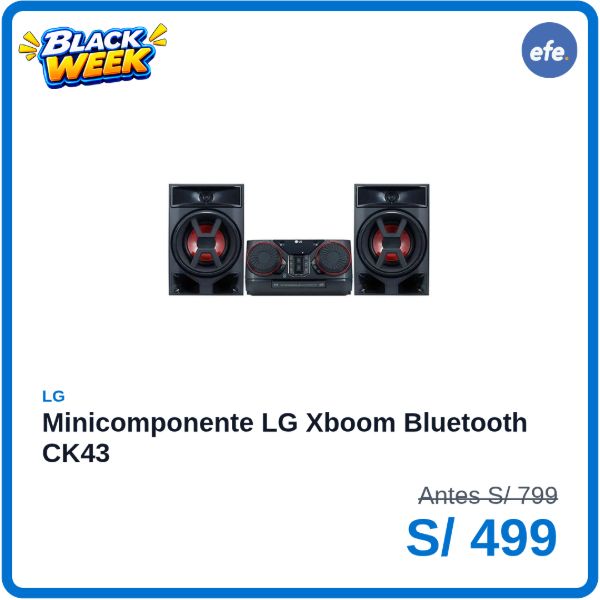 BLACK
WEEK
efe.
LG
Minicomponente LG Xboom Bluetooth
CK43
Antes S/ 799
S/ 499